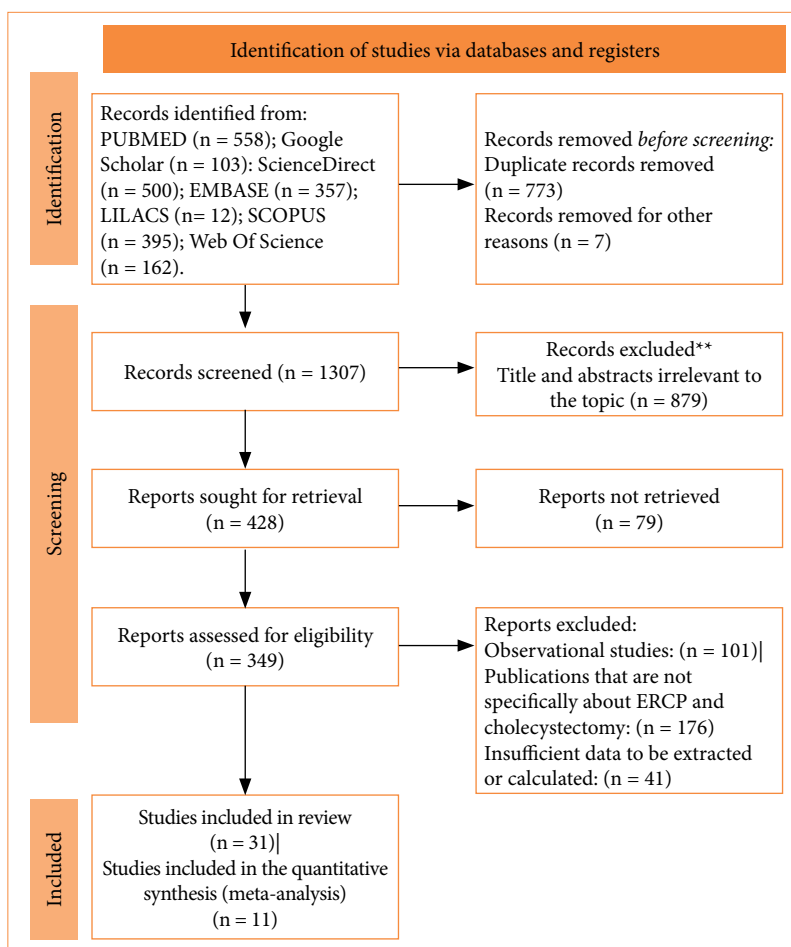 Identification of studies via databases and registers
Identification
Records identified from:
PUBMED (n = 558); Google
Scholar (n = 103): ScienceDirect
(n = 500); EMBASE (n = 357);
LILACS (n= 12); SCOPUS
(n = 395); Web Of Science
(n = 162).
Records removed before screening:
Duplicate records removed
(n = 773)
Records removed for other
reasons (n = 7)
Screening
Records screened (n = 1307)
Records excluded**
Title and abstracts irrelevant to
the topic (n = 879)
Reports sought for retrieval
(n = 428)
Reports not retrieved
(n = 79)
Reports assessed for eligibility
(n = 349)
Reports excluded:
Observational studies: (n = 101)|
Publications that are not
specifically about ERCP and
cholecystectomy: (n = 176)
Insufficient data to be extracted
or calculated: (n = 41)
Included
Studies included in review
(n = 31)|
Studies included in the quantitative
synthesis (meta-analysis)
(n = 11)